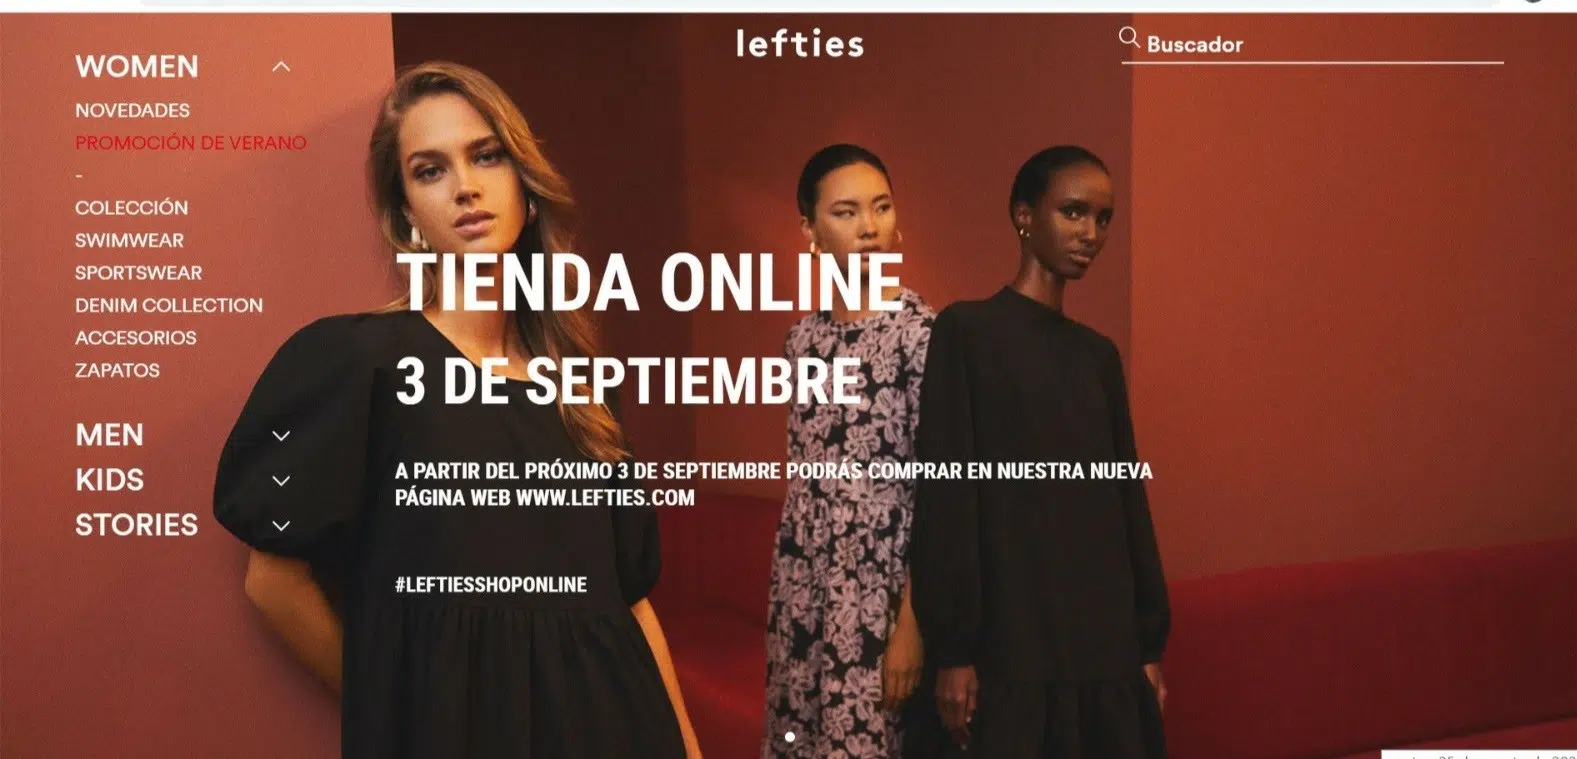 lefties
Buscador
WOMEN
NOVEDADES
PROMOCIÓN DE VERANO
-
COLECCIÓN
SWIMWEAR
SPORTSWEAR
DENIM COLLECTION
ACCESORIOS
ZAPATOS
MEN
KIDS
STORIES
TIENDA ONLINE
3 DE SEPTIEMBRE
A PARTIR DEL PRÓXIMO 3 DE SEPTIEMBRE PODRÁS COMPRAR EN NUESTRA NUEVA
PÁGINA WEB WWW.LEFTIES.COM
#LEFTIESSHOPONLINE